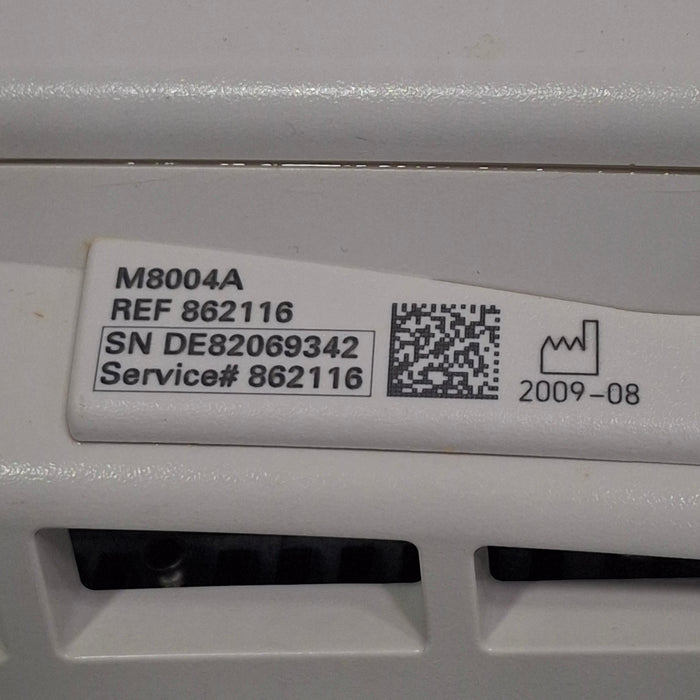 M8004A
REF 862116
SN DE82069342
Service# 862116
2009-08